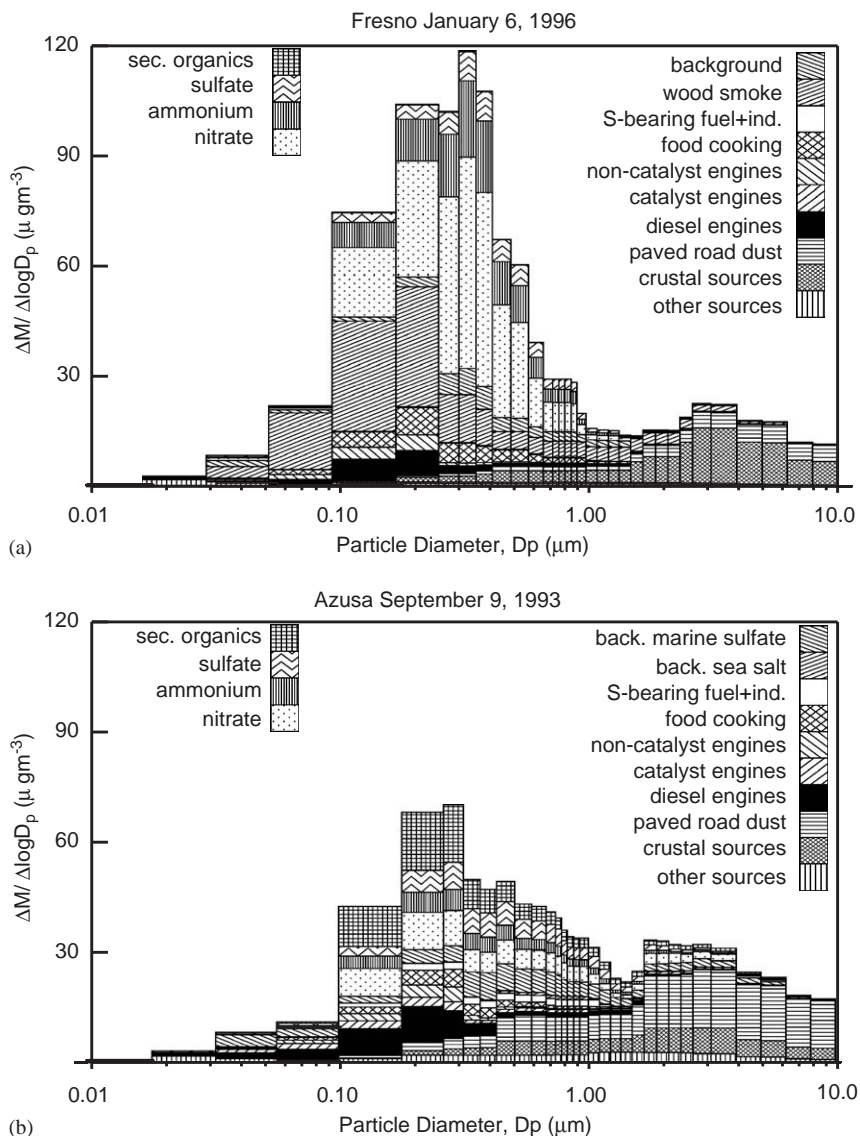 Fresno January 6, 1996
120
90
60
30
ΔM/ ΔlogDp (μ gm-3)
sec. organics
sulfate
ammonium
nitrate
background
wood smoke
S-bearing fuel+ind.
food cooking
non-catalyst engines
catalyst engines
diesel engines
paved road dust
crustal sources
other sources
0.01 0.10 1.00 10.0
(a) Particle Diameter, Dp (μm)
Azusa September 9, 1993
120
90
60
30
ΔM/ ΔlogDp (μ gm-3)
sec. organics
sulfate
ammonium
nitrate
back. marine sulfate
back. sea salt
S-bearing fuel+ind.
food cooking
non-catalyst engines
catalyst engines
diesel engines
paved road dust
crustal sources
other sources
0.01 0.10 1.00 10.0
(b) Particle Diameter, Dp (μm)